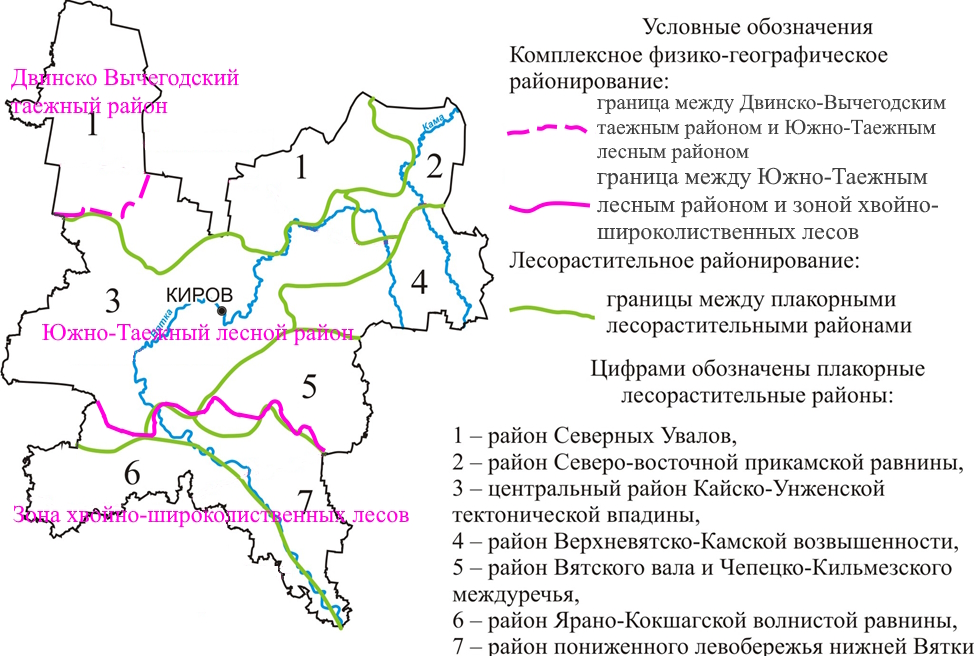 1
Двинско Вычегодский
таежный район
1
Кама
2
4
3
КИРОВ
Вятка
Южно-Таежный лесной район
5
6
7
Зона хвойно-широколиственных лесов
Условные обозначения
Комплексное физико-географическое
районирование:
граница между Двинско-Вычегодским
таежным районом и Южно-Таежным
лесным районом
граница между Южно-Таежным
лесным районом и зоной хвойно-
широколиственных лесов
Лесорастительное районирование:
границы между плакорными
лесорастительными районами
Цифрами обозначены плакорные
лесорастительные районы:
1 – район Северных Увалов,
2 – район Северо-восточной прикамской равнины,
3 – центральный район Кайско-Унженской
тектонической впадины,
4 – район Верхневятско-Камской возвышенности,
5 – район Вятского вала и Чепецко-Кильмезского
междуречья,
6 – район Ярано-Кокшагской волнистой равнины,
7 – район пониженного левобережья нижней Вятки